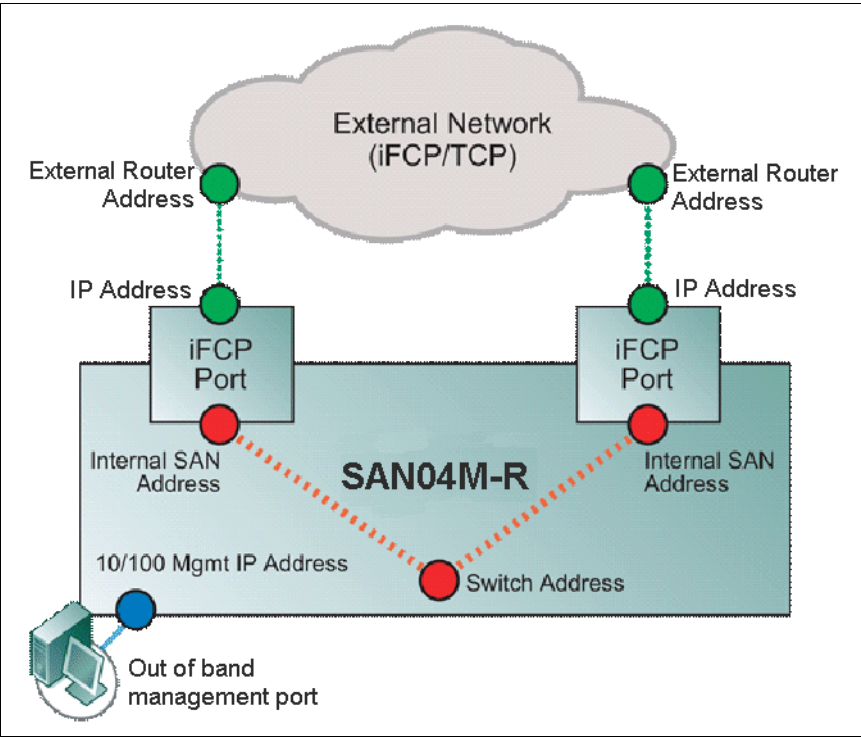 External Network
(iFCP/TCP)
External Router
Address
External Router
Address
IP Address
IP Address
iFCP
Port
iFCP
Port
Internal SAN
Address
SAN04M-R
Internal SAN
Address
10/100 Mgmt IP Address
Switch Address
Out of band
management port